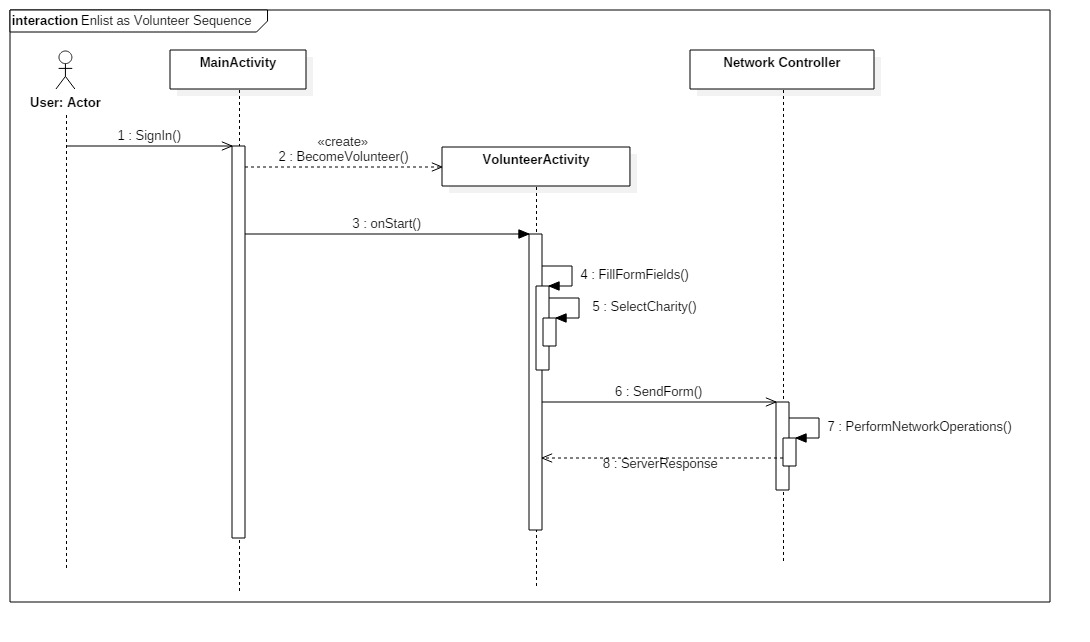 interaction Enlist as Volunteer Sequence
MainActivity
Network Controller
User: Actor
1 : SignIn()
«create»
2 : BecomeVolunteer()
VolunteerActivity
3 : onStart()
4 : FillFormFields()
5 : SelectCharity()
6 : SendForm()
7 : PerformNetworkOperations()
8 : ServerResponse